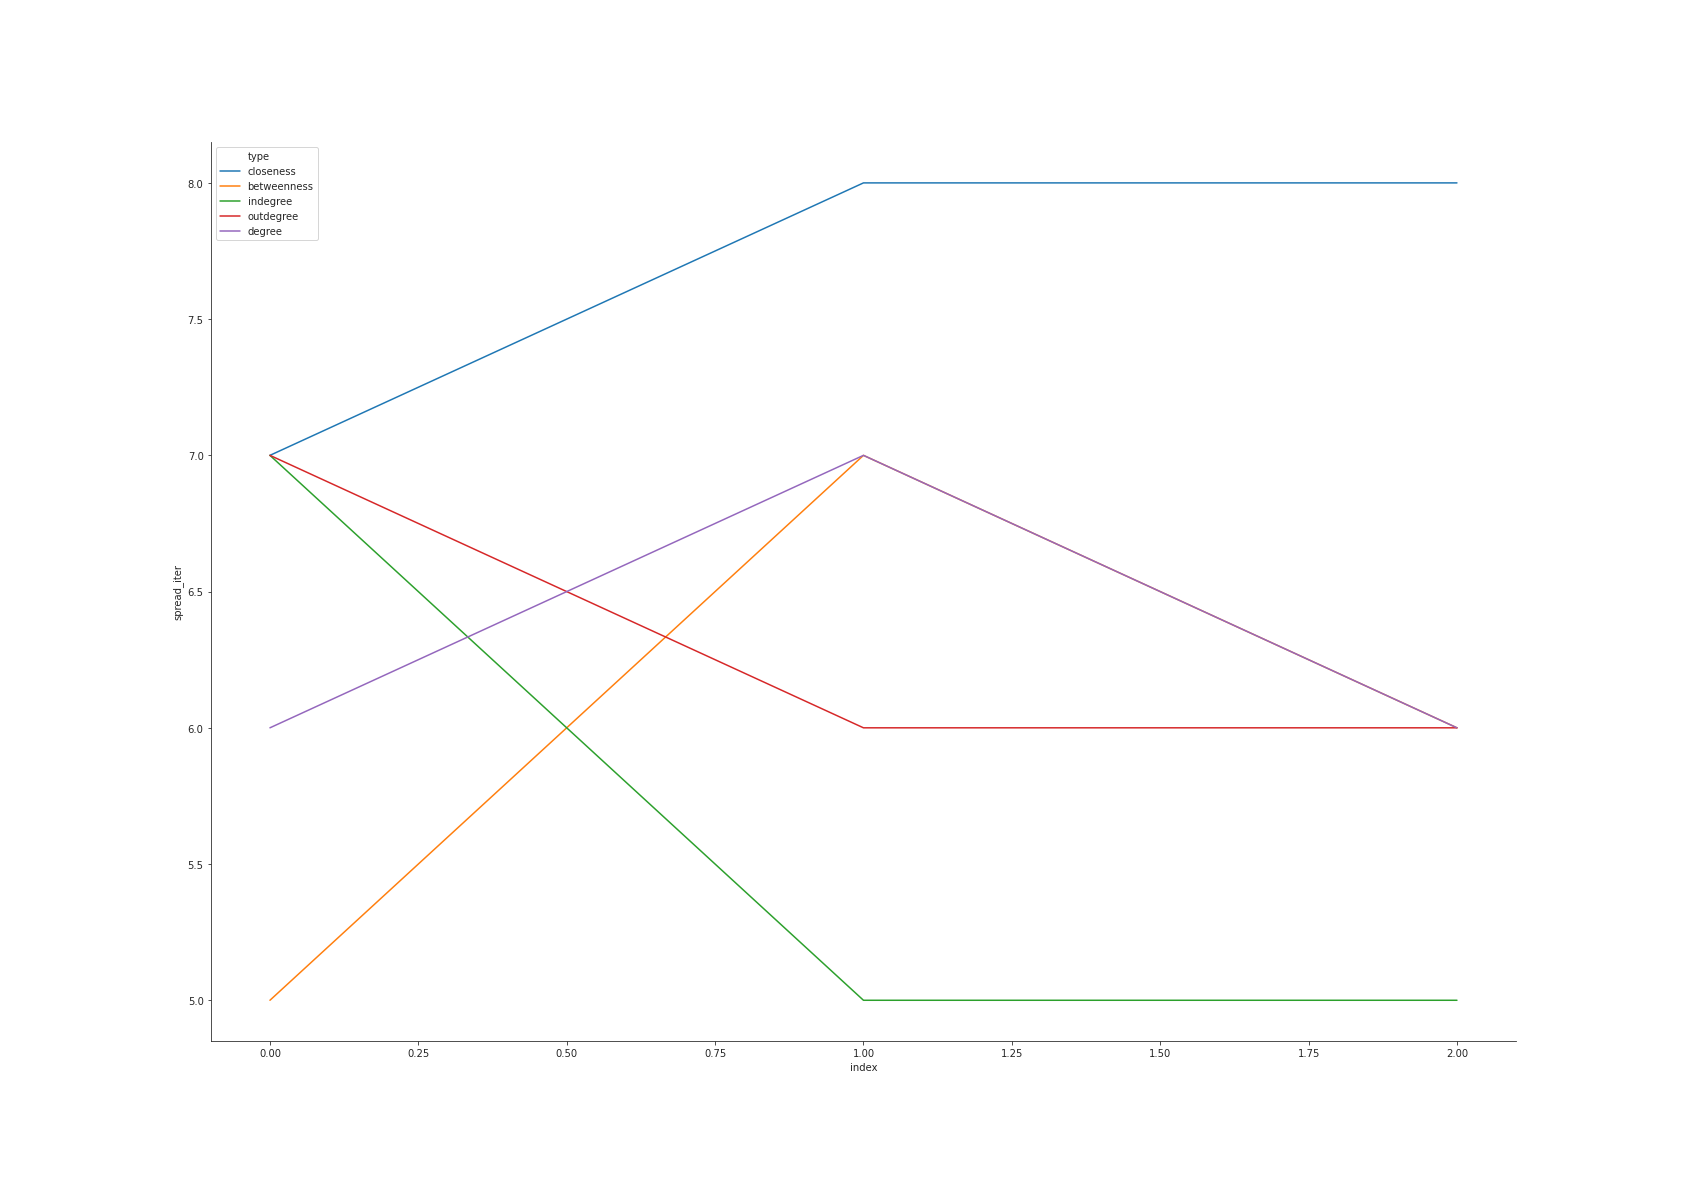 type
closeness
betweenness
indegree
outdegree
degree
8.0
7.5
7.0
6.5
6.0
5.5
5.0
spread_iter
0.00 0.25 0.50 0.75 1.00 1.25 1.50 1.75 2.00
index